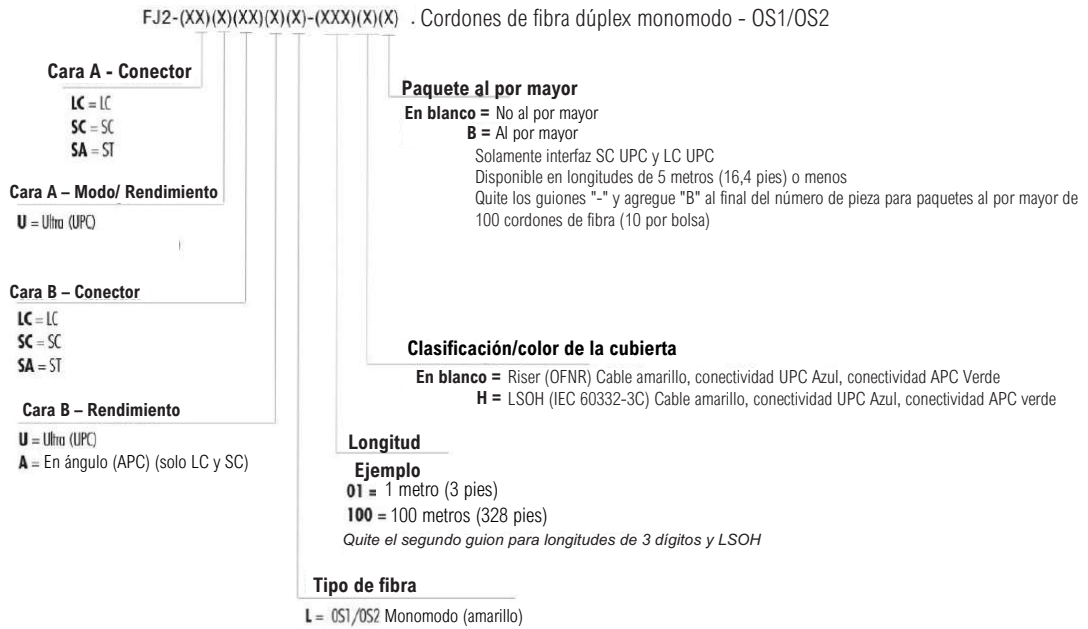 FJ2-(XX)(X)(XX)(X)(X)-(XXX)(X)(X) . Cordones de fibra dúplex monomodo - OS1/OS2
Cara A - Conector
LC = LC
SC = SC
SA = ST
Cara A – Modo/ Rendimiento
U = Ultra (UPC)
Cara B – Conector
LC = LC
SC = SC
SA = ST
Cara B – Rendimiento
U = Ultra (UPC)
A = En ángulo (APC) (solo LC y SC)
Paquete al por mayor
En blanco = No al por mayor
B = Al por mayor
Solamente interfaz SC UPC y LC UPC
Disponible en longitudes de 5 metros (16,4 pies) o menos
Quite los guiones "-" y agregue "B" al final del número de pieza para paquetes al por mayor de
100 cordones de fibra (10 por bolsa)
Clasificación/color de la cubierta
En blanco = Riser (OFNR) Cable amarillo, conectividad UPC Azul, conectividad APC Verde
H = LSOH (IEC 60332-3C) Cable amarillo, conectividad UPC Azul, conectividad APC verde
Longitud
Ejemplo
01 = 1 metro (3 pies)
100 = 100 metros (328 pies)
Quite el segundo guion para longitudes de 3 dígitos y LSOH
Tipo de fibra
L = OS1/OS2 Monomodo (amarillo)